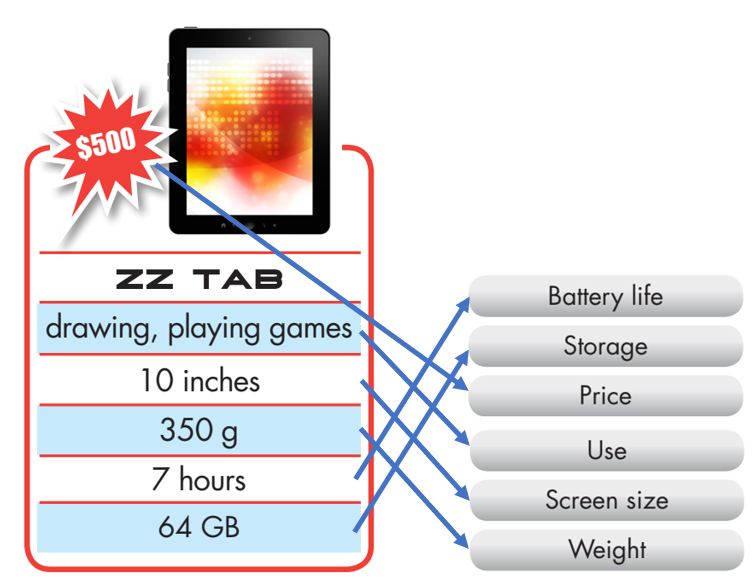 $500
ZZ TAB
drawing, playing games
10 inches
350 g
7 hours
64 GB
Battery life
Storage
Price
Use
Screen size
Weight